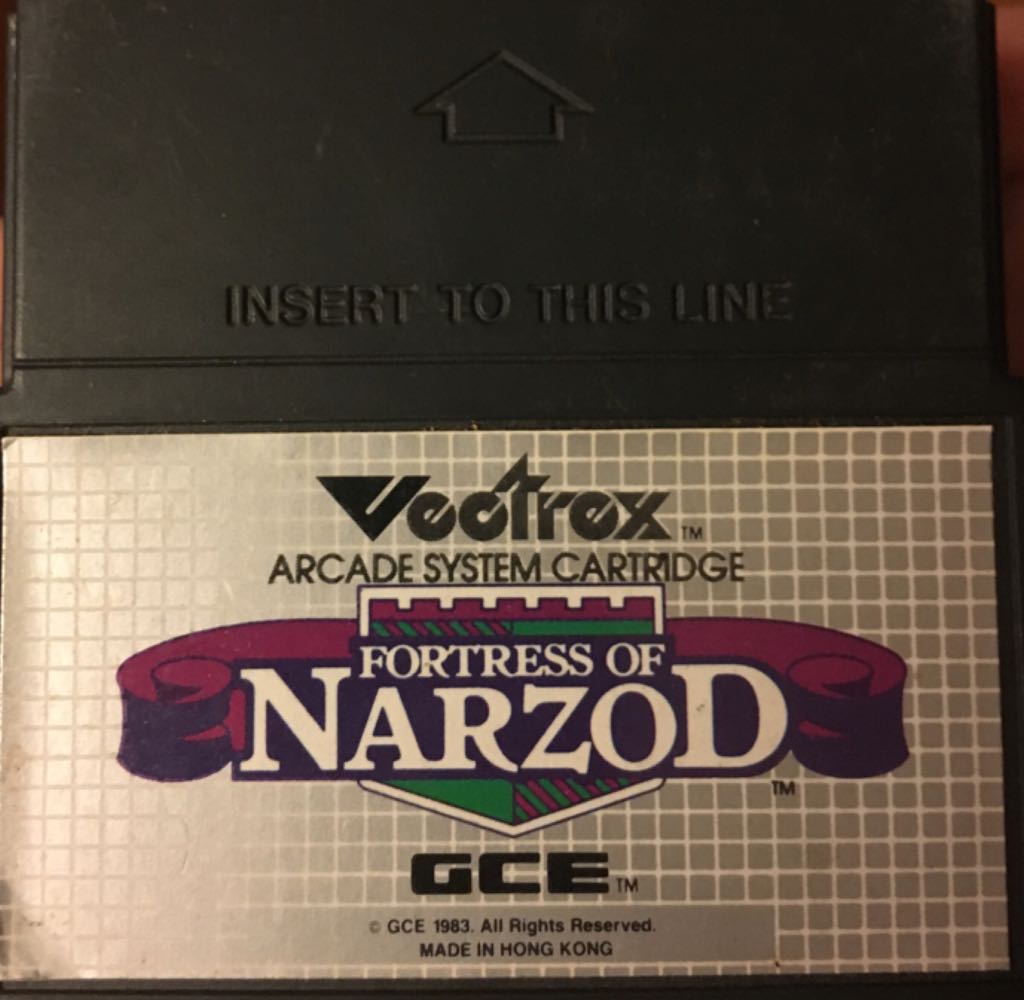 INSERT TO THIS LINE
Vectrex™
ARCADE SYSTEM CARTRIDGE
FORTRESS OF
NARZOD
™
GCE™
© GCE 1983. All Rights Reserved.
MADE IN HONG KONG